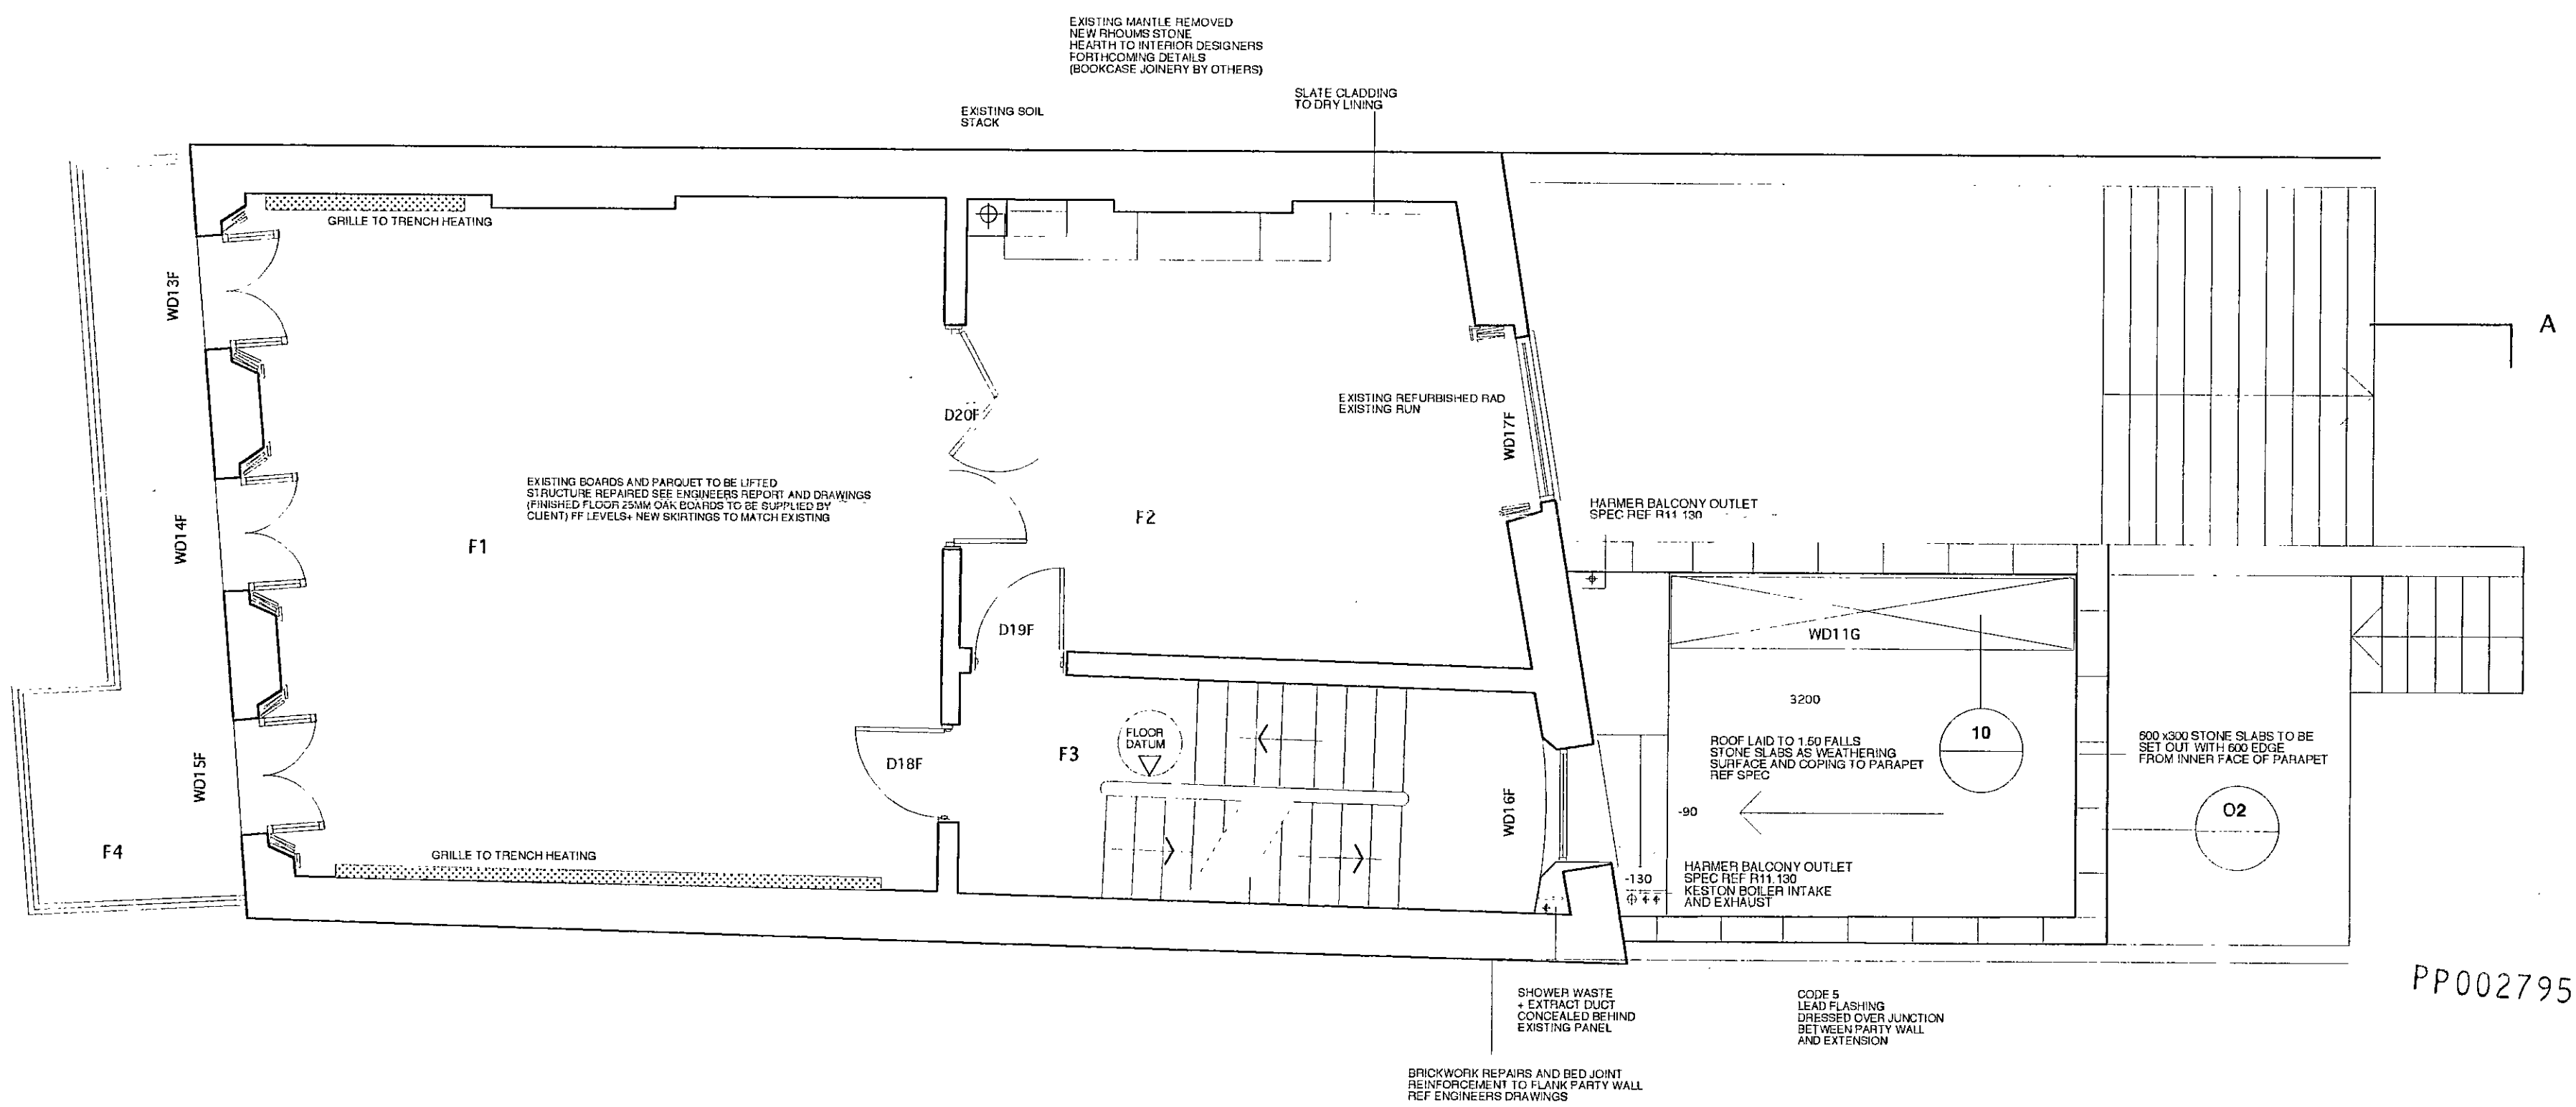 EXISTING MANTLE REMOVED
NEW RHOUMS STONE
HEARTH TO INTERIOR DESIGNERS
FORTHCOMING DETAILS
(BOOKCASE JOINERY BY OTHERS)
SLATE CLADDING
TO DRY LINING
EXISTING SOIL
STACK
GRILLE TO TRENCH HEATING
WD13F
A
D20F
EXISTING REFURBISHED RAD
EXISTING RUN
WD17F
EXISTING BOARDS AND PARQUET TO BE LIFTED
STRUCTURE REPAIRED SEE ENGINEERS REPORT AND DRAWINGS
(FINISHED FLOOR 25MM OAK BOARDS TO BE SUPPLIED BY
CLIENT) FF LEVELS+ NEW SKIRTINGS TO MATCH EXISTING
HARMER BALCONY OUTLET
SPEC REF R11 130
WD14F
F1
F2
D19F
WD11G
3200
FLOOR
DATUM
F3
D18F
WD15F
WD16F
10
ROOF LAID TO 1.50 FALLS
STONE SLABS AS WEATHERING
SURFACE AND COPING TO PARAPET
REF SPEC
600 x300 STONE SLABS TO BE
SET OUT WITH 600 EDGE
FROM INNER FACE OF PARAPET
-90
O2
F4
GRILLE TO TRENCH HEATING
-130
HARMER BALCONY OUTLET
SPEC REF R11.130
KESTON BOILER INTAKE
AND EXHAUST
PP002795
SHOWER WASTE
+ EXTRACT DUCT
CONCEALED BEHIND
EXISTING PANEL
CODE 5
LEAD FLASHING
DRESSED OVER JUNCTION
BETWEEN PARTY WALL
AND EXTENSION
BRICKWORK REPAIRS AND BED JOINT
REINFORCEMENT TO FLANK PARTY WALL
REF ENGINEERS DRAWINGS